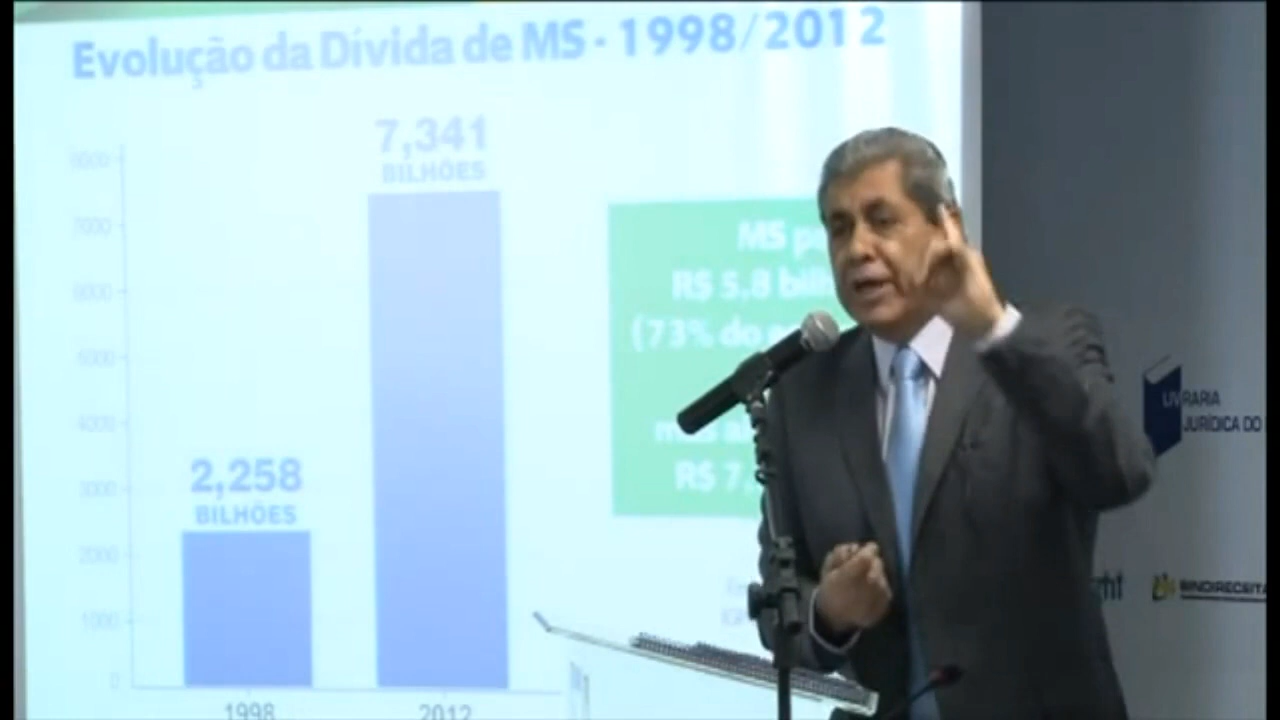 Evolução da Dívida de MS - 1998/2012
7,341
BILHÕES
8000
7000
6000
5000
4000
3000
2000
1000
0
2,258
BILHÕES
1998
2012
MS
R$ 5,8
(73% do
R$ 7,
LIVRARIA
JURÍDICA DO
SINDIRECEITA